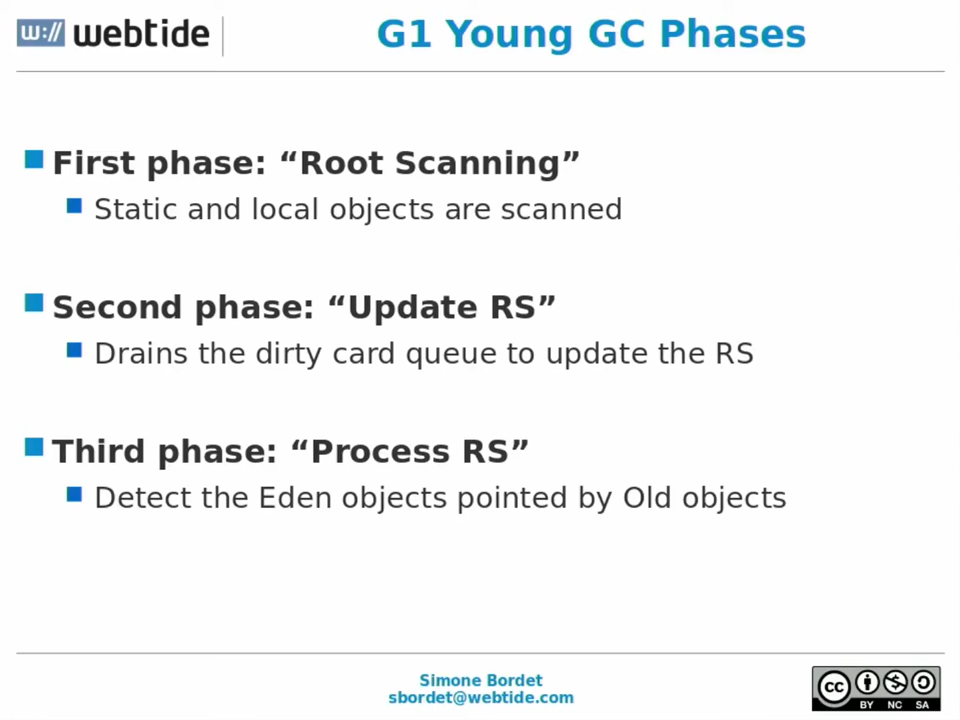 w:// webtide
G1 Young GC Phases
First phase: “Root Scanning”
Static and local objects are scanned
Second phase: “Update RS”
Drains the dirty card queue to update the RS
Third phase: “Process RS”
Detect the Eden objects pointed by Old objects
Simone Bordet
sbordet@webtide.com
cc
BY NC SA